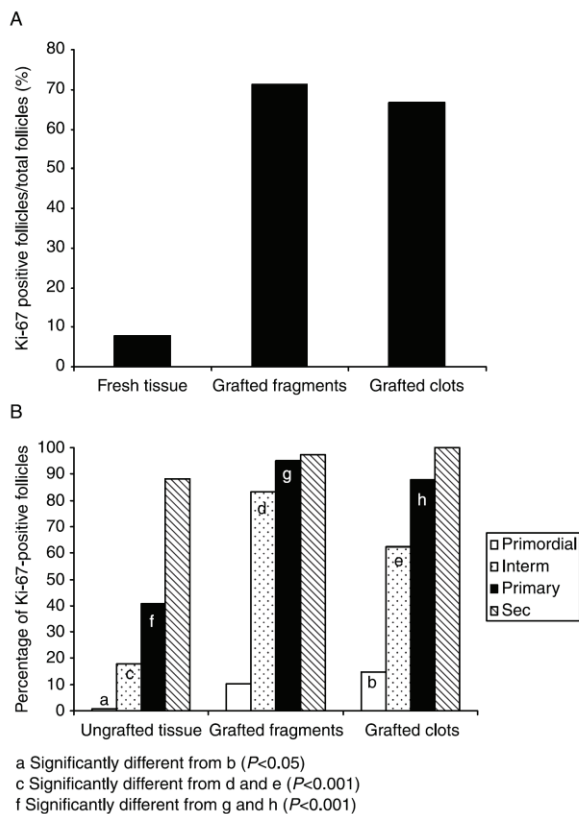 A
Ki-67 positive follicles/total follicles (%)
80
70
60
50
40
30
20
10
0
Fresh tissue Grafted fragments Grafted clots
B
Percentage of Ki-67-positive follicles
100
90
80
70
60
50
40
30
20
10
0
a
c
f
d
g
b
e
h
Ungrafted tissue Grafted fragments Grafted clots
Primordial
Interm
Primary
Sec
a Significantly different from b (P<0.05)
c Significantly different from d and e (P<0.001)
f Significantly different from g and h (P<0.001)